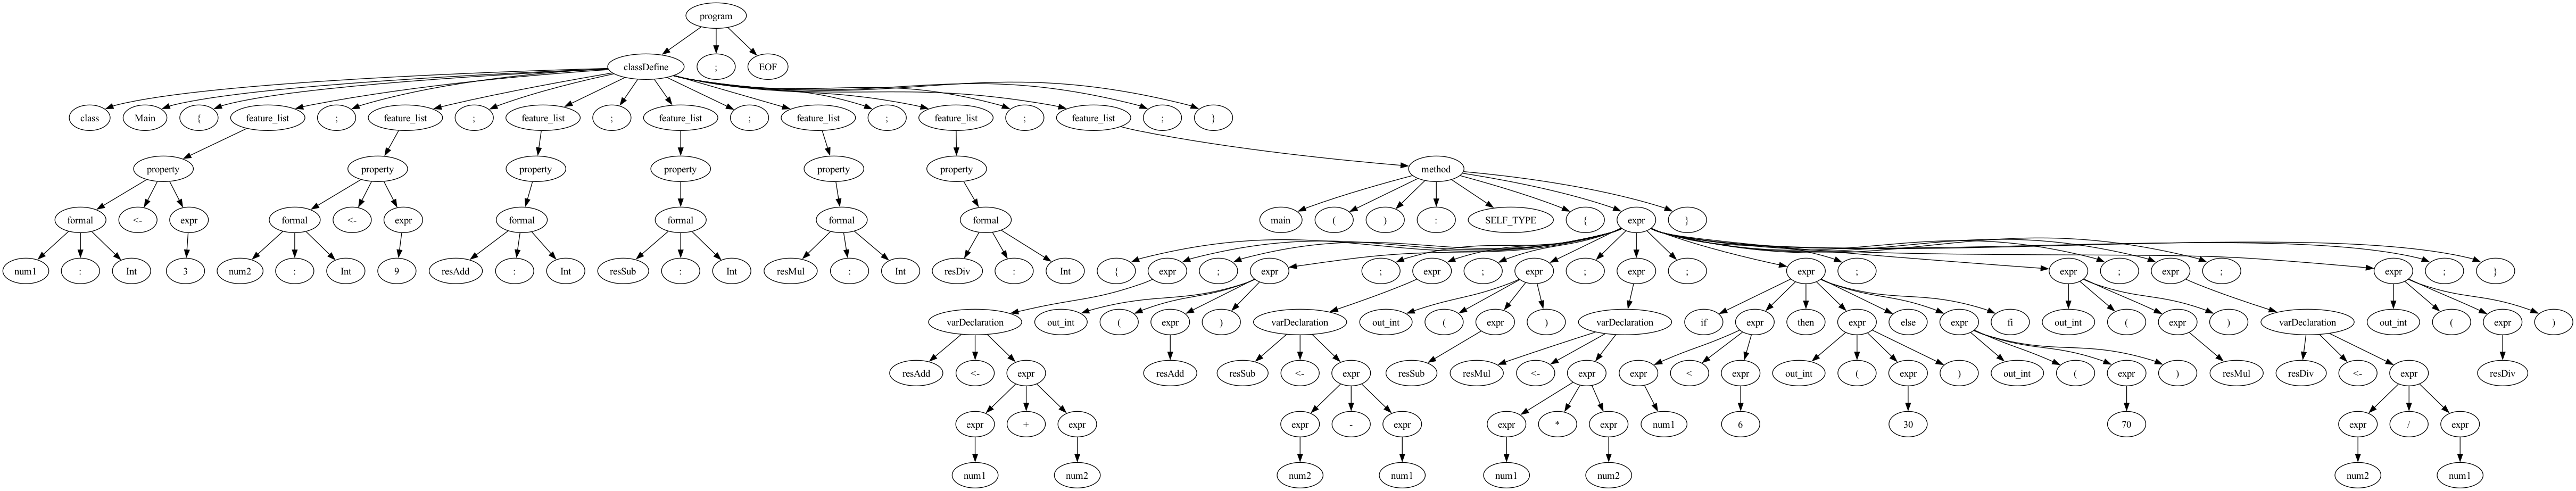 program
classDefine ; EOF
class Main { feature_list ; feature_list ; feature_list ; feature_list ; feature_list ; feature_list ; feature_list ; }
property property property property property property method
formal <- expr formal <- expr formal formal formal formal main ( ) : SELF_TYPE { expr }
num1 : Int 3 num2 : Int 9 resAdd : Int resSub : Int resMul : Int resDiv : Int { expr ; expr ; expr ; expr ; expr ; expr ; expr ; expr ; expr ; }
varDeclaration out_int ( expr ) varDeclaration out_int ( expr ) varDeclaration if expr then expr else expr fi out_int ( expr ) varDeclaration out_int ( expr )
resAdd <- expr resAdd resSub <- expr resSub resMul <- expr expr < expr out_int ( expr ) out_int ( expr ) resMul resDiv <- expr resDiv
expr + expr expr - expr expr * expr num1 6 30 70 expr / expr
num1 num2 num2 num1 num1 num2 num2 num1